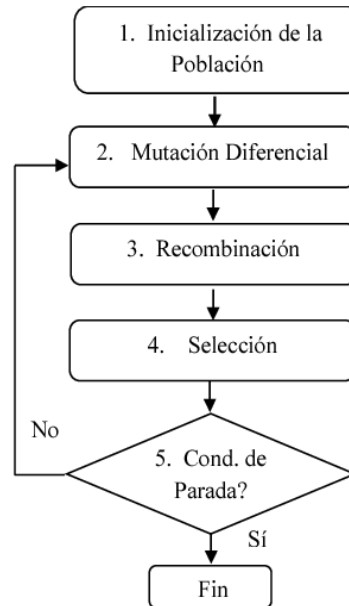 1. Inicialización de la
Población
2. Mutación Diferencial
3. Recombinación
4. Selección
No
5. Cond. de
Parada?
Sí
Fin